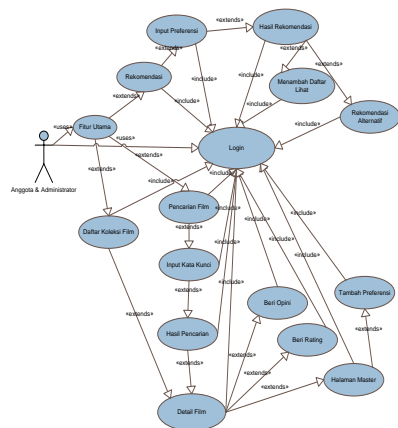 «extends»
Input Preferensi
Hasil Rekomendasi
«extends»
«extends»
Rekomendasi
«include»
«include»
Menambah Daftar
Lihat
«extends»
«extends»
«include»
«include»
Rekomendasi
Alternatif
«uses»
Fitur Utama
«uses»
«include»
Login
«extends»
Anggota & Administrator
«extends»
«include»
«include»
Pencarian Film
Daftar Koleksi Film
«include»
«include»
«extends»
«include»
«include»
Input Kata Kunci
«include»
«extends»
Beri Opini
Tambah Preferensi
Hasil Pencarian
Beri Rating
«extends»
«extends»
«extends»
«extends»
«extends»
Halaman Master
«extends»
Detail Film